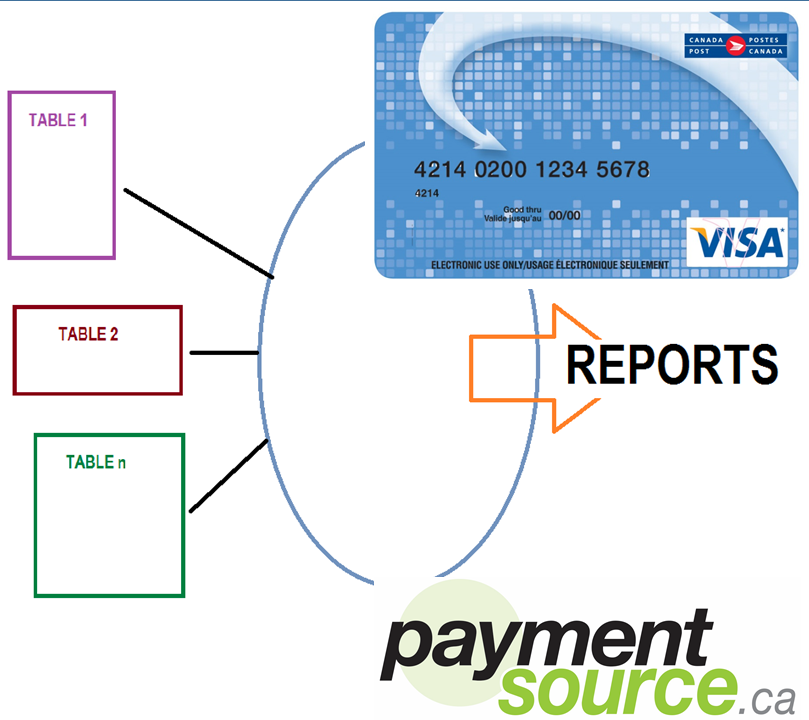 CANADA POSTES
POST CANADA
TABLE 1
4214 0200 1234 5678
4214
Good thru
Valide jusqu'au 00/00
VISA
ELECTRONIC USE ONLY/USAGE ÉLECTRONIQUE SEULEMENT
TABLE 2
REPORTS
TABLE n
payment
source.ca